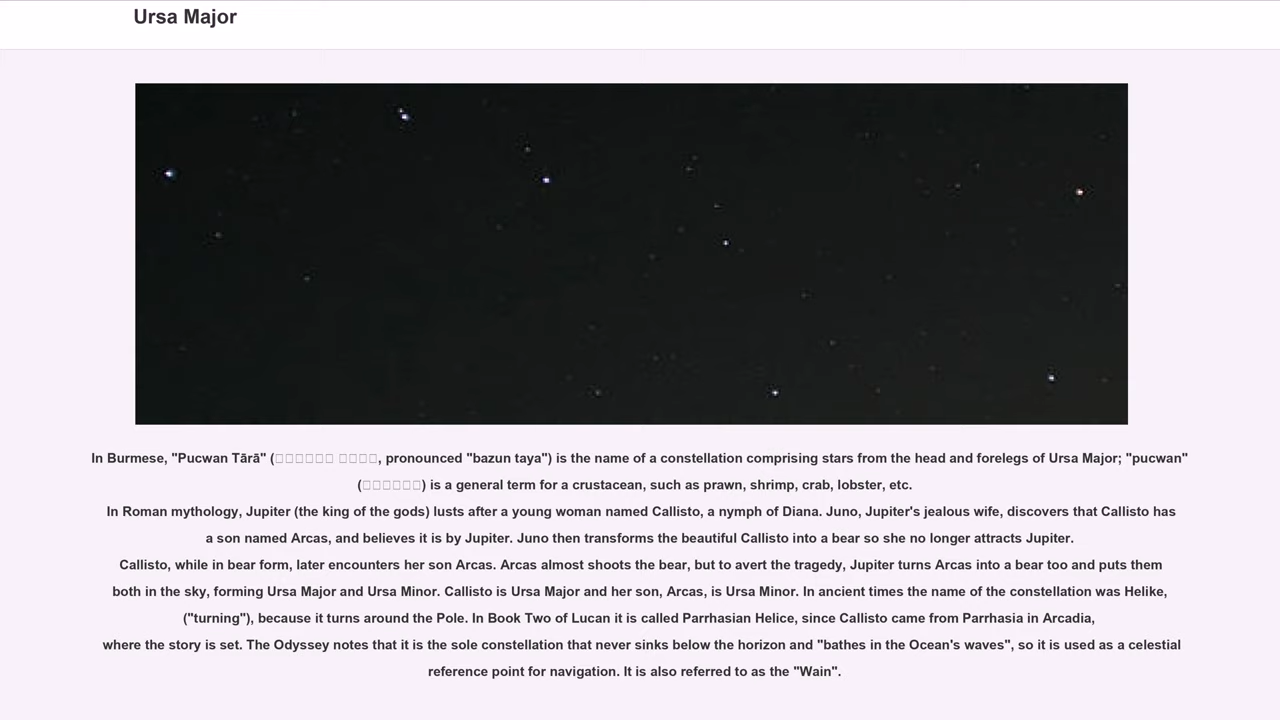 Ursa Major
In Burmese, "Pucwan Tārā" (□□□□□□ □□□□, pronounced "bazun taya") is the name of a constellation comprising stars from the head and forelegs of Ursa Major; "pucwan"
(□□□□□□) is a general term for a crustacean, such as prawn, shrimp, crab, lobster, etc.
In Roman mythology, Jupiter (the king of the gods) lusts after a young woman named Callisto, a nymph of Diana. Juno, Jupiter's jealous wife, discovers that Callisto has
a son named Arcas, and believes it is by Jupiter. Juno then transforms the beautiful Callisto into a bear so she no longer attracts Jupiter.
Callisto, while in bear form, later encounters her son Arcas. Arcas almost shoots the bear, but to avert the tragedy, Jupiter turns Arcas into a bear too and puts them
both in the sky, forming Ursa Major and Ursa Minor. Callisto is Ursa Major and her son, Arcas, is Ursa Minor. In ancient times the name of the constellation was Helike,
("turning"), because it turns around the Pole. In Book Two of Lucan it is called Parrhasian Helice, since Callisto came from Parrhasia in Arcadia,
where the story is set. The Odyssey notes that it is the sole constellation that never sinks below the horizon and "bathes in the Ocean's waves", so it is used as a celestial
reference point for navigation. It is also referred to as the "Wain".